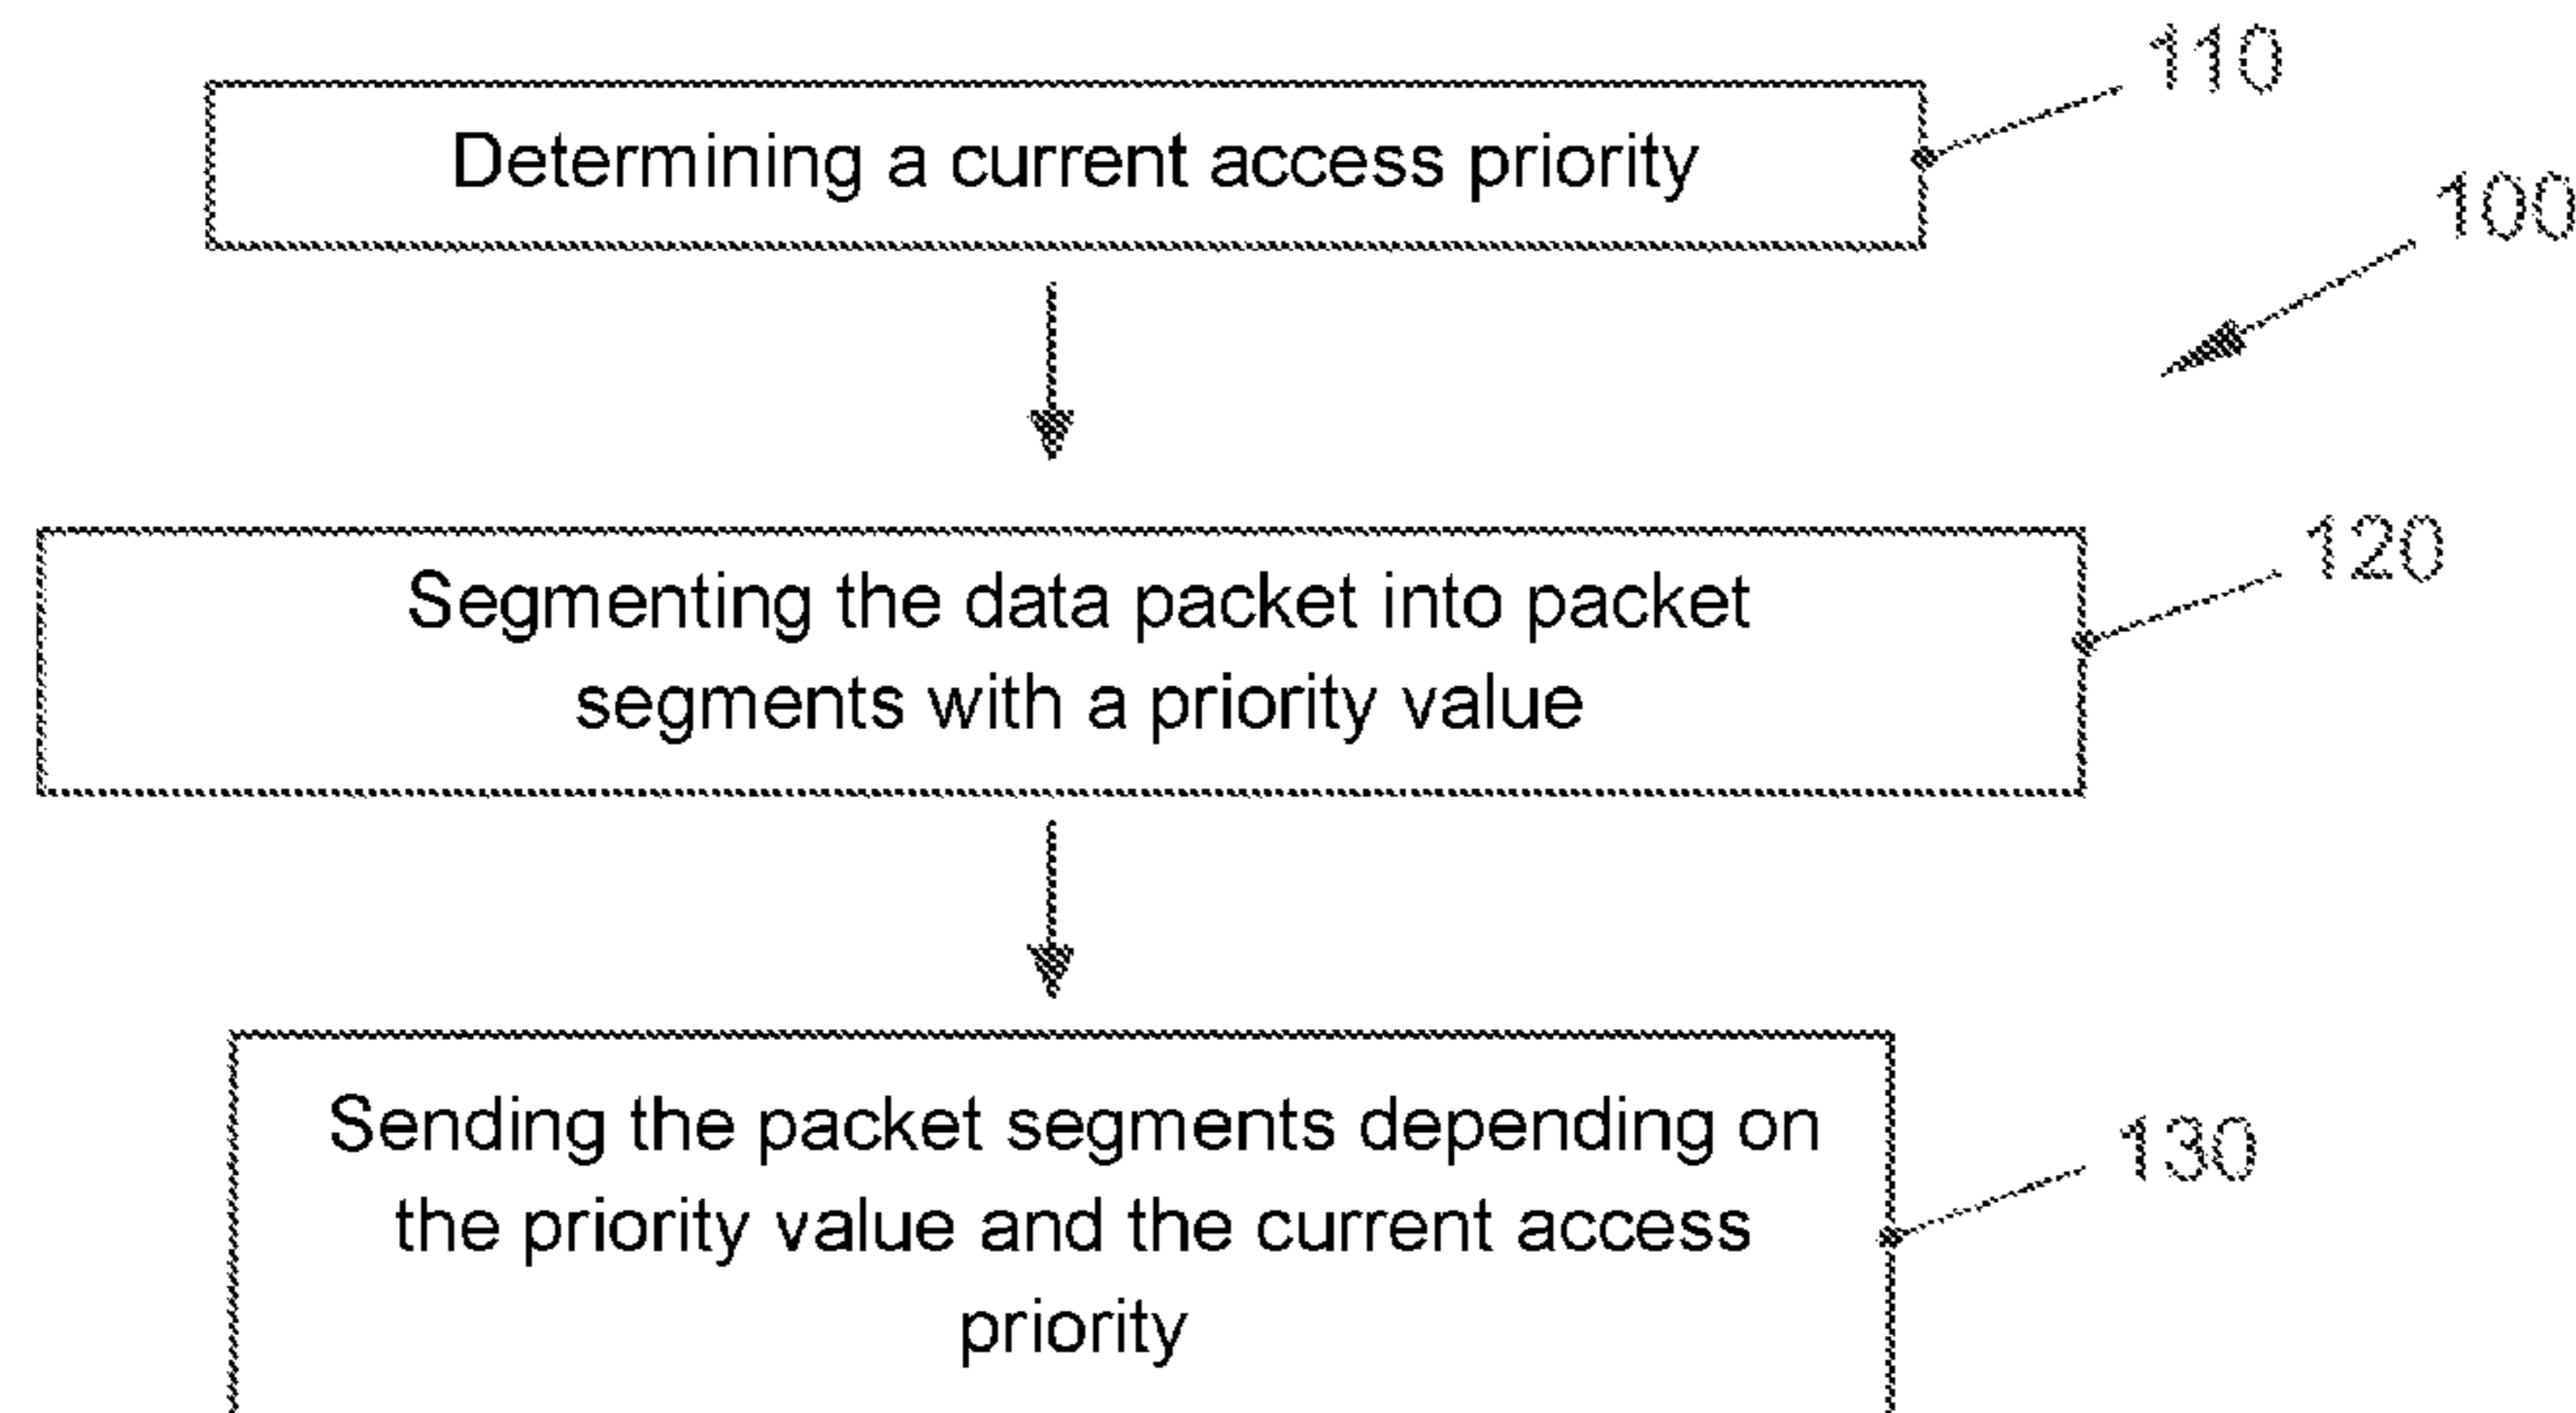 110
Determining a current access priority
100
120
Segmenting the data packet into packet
segments with a priority value
Sending the packet segments depending on
130
the priority value and the current access
priority